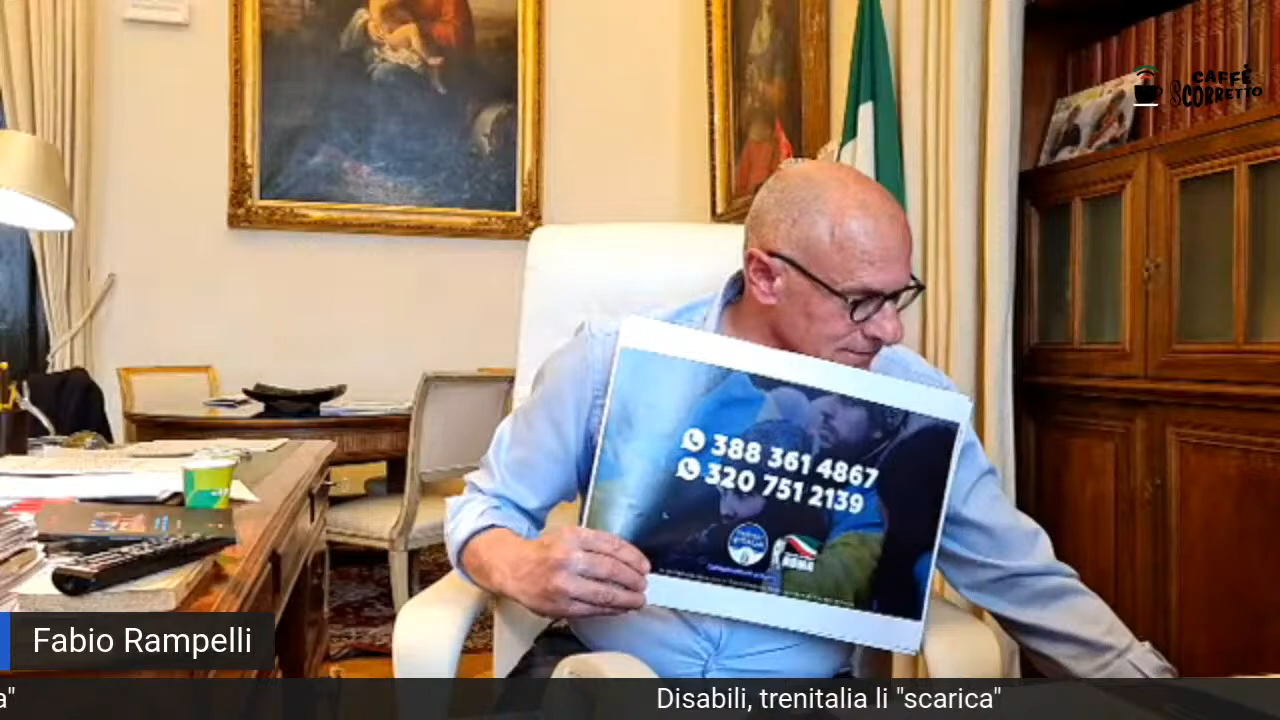 CAFFÈ
SCORRETTO
388 361 4867
320 751 2139
ROMA
Fabio Rampelli
a"
Disabili, trenitalia li "scarica"